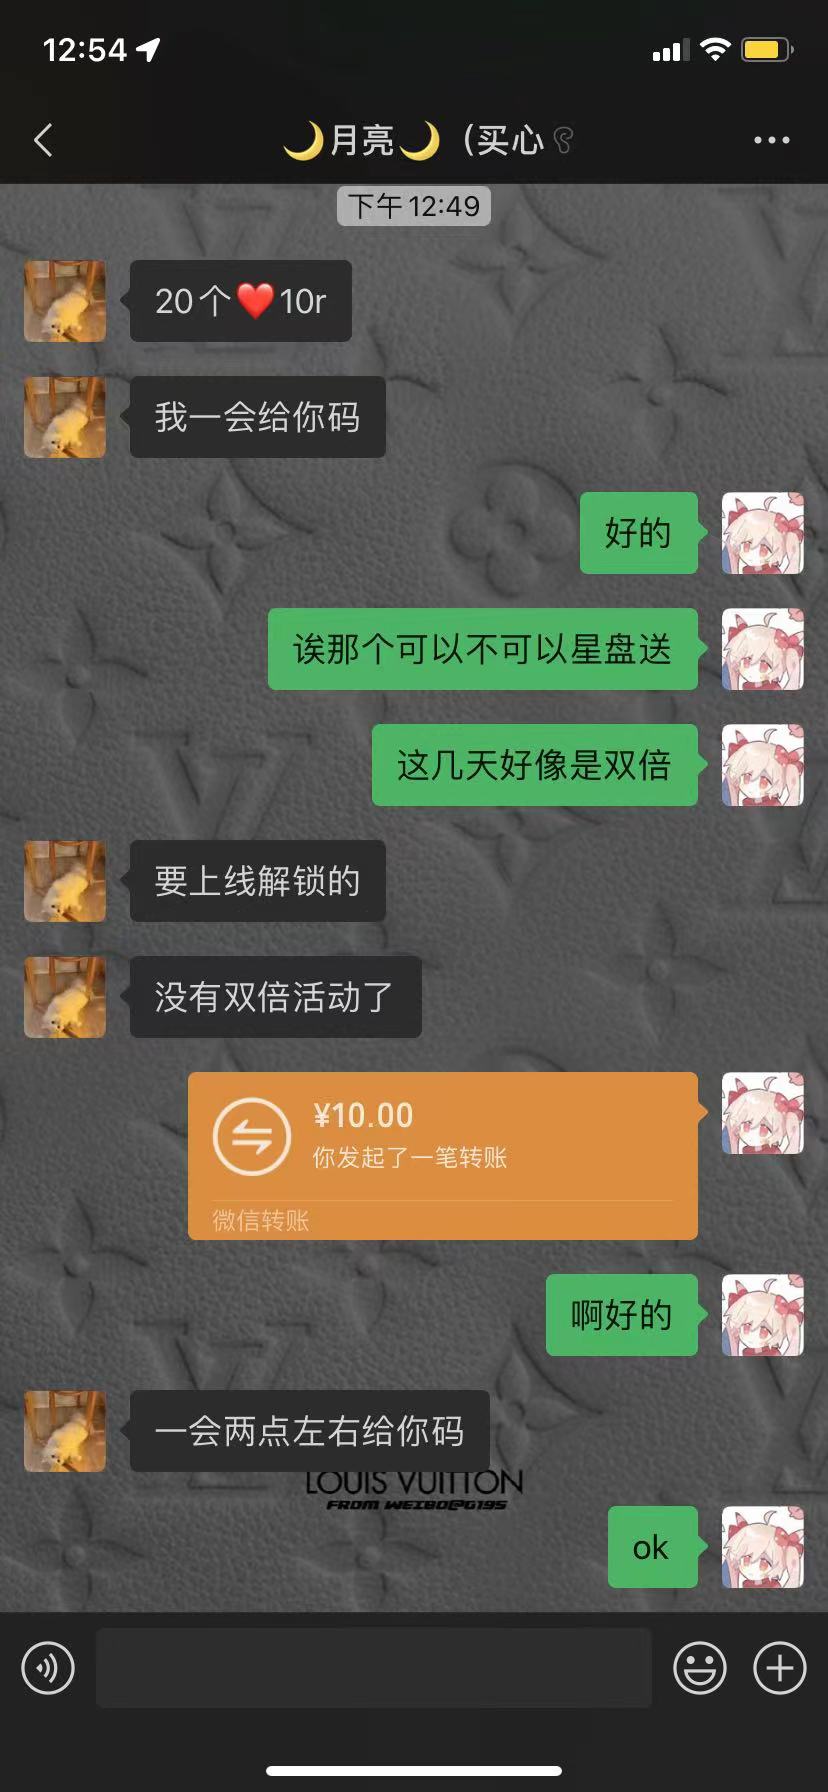 12:54
🌙月亮🌙（买心
下午 12:49
20个❤️10r
我一会给你码
好的
诶那个可以不可以星盘送
这几天好像是双倍
要上线解锁的
没有双倍活动了
¥10.00
你发起了一笔转账
微信转账
啊好的
一会两点左右给你码
LOUIS VUITTON
FROM WEIBO@G195
ok